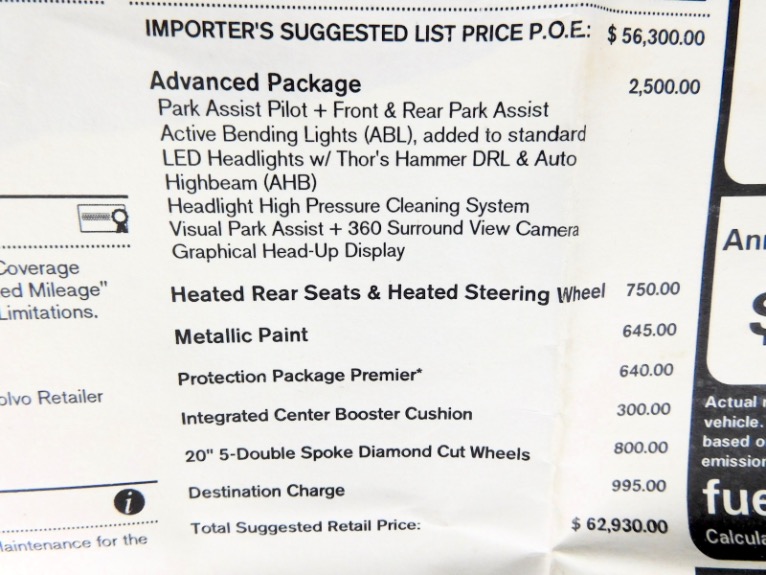 IMPORTER'S SUGGESTED LIST PRICE P.O.E: $ 56,300.00
Advanced Package 2,500.00
Park Assist Pilot + Front & Rear Park Assist
Active Bending Lights (ABL), added to standard
LED Headlights w/ Thor's Hammer DRL & Auto
Highbeam (AHB)
Headlight High Pressure Cleaning System
Visual Park Assist + 360 Surround View Camera
Graphical Head-Up Display
Heated Rear Seats & Heated Steering Wheel 750.00
Metallic Paint 645.00
Protection Package Premier* 640.00
Integrated Center Booster Cushion 300.00
20" 5-Double Spoke Diamond Cut Wheels 800.00
Destination Charge 995.00
Total Suggested Retail Price: $ 62,930.00
Coverage
ed Mileage"
Limitations.
olvo Retailer
i
Maintenance for the
Ann
$
Actual
vehicle.
based o
emission
fue
Calcula